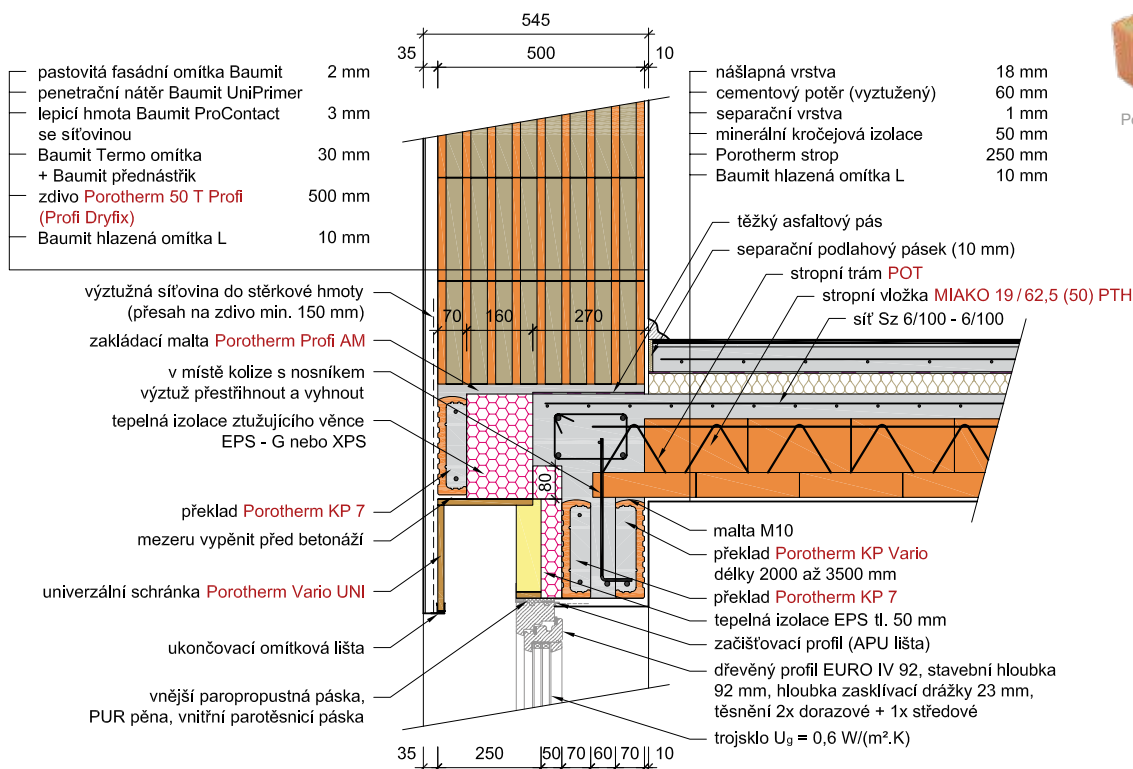 545
35 500 10
pastovitá fasádní omítka Baumit 2 mm
penetrační nátěr Baumit UniPrimer
lepicí hmota Baumit ProContact 3 mm
se síťovinou
Baumit Termo omítka 30 mm
+ Baumit přednástřik
zdivo Porotherm 50 T Profi 500 mm
(Profi Dryfix)
Baumit hlazená omítka L 10 mm
nášlapná vrstva 18 mm
cementový potěr (vyztužený) 60 mm
separační vrstva 1 mm
minerální kročejová izolace 50 mm
Porotherm strop 250 mm
Baumit hlazená omítka L 10 mm
těžký asfaltový pás
separační podlahový pásek (10 mm)
stropní trám POT
stropní vložka MIAKO 19/62,5 (50) PTH
síť Sz 6/100 - 6/100
výztužná síťovina do stěrkové hmoty
(přesah na zdivo min. 150 mm)
70 160 270
zakládací malta Porotherm Profi AM
v místě kolize s nosníkem
výztuž přestřihnout a vyhnout
tepelná izolace ztužujícího věnce
EPS - G nebo XPS
80
překlad Porotherm KP 7
mezeru vypěnit před betonáží
univerzální schránka Porotherm Vario UNI
ukončovací omítková lišta
vnější paropropustná páska,
PUR pěna, vnitřní parotěsnicí páska
malta M10
překlad Porotherm KP Vario
délky 2000 až 3500 mm
překlad Porotherm KP 7
tepelná izolace EPS tl. 50 mm
začišťovací profil (APU lišta)
dřevěný profil EURO IV 92, stavební hloubka
92 mm, hloubka zasklívací drážky 23 mm,
těsnění 2x dorazové + 1x středové
trojsklo Ug = 0,6 W/(m².K)
35 250 50 70 60 70 10